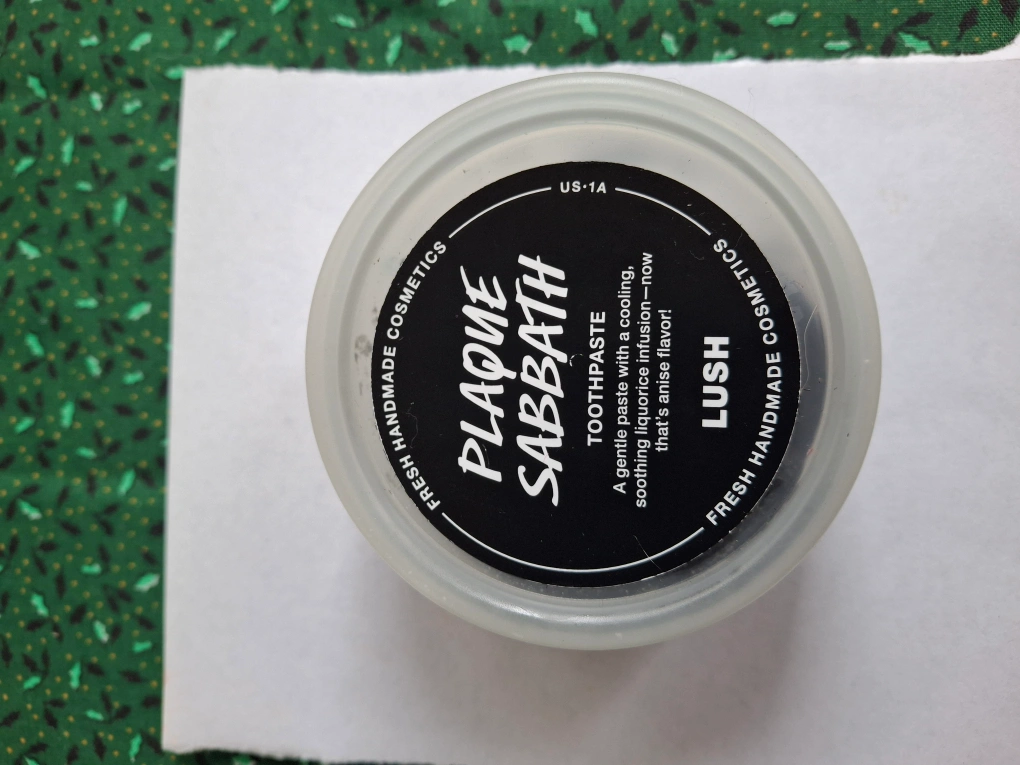 US·1A
FRESH HANDMADE COSMETICS
PLAQUE
SABBATH
TOOTHPASTE
A gentle paste with a cooling,
soothing liquorice infusion—now
that's anise flavor!
LUSH
FRESH HANDMADE COSMETICS